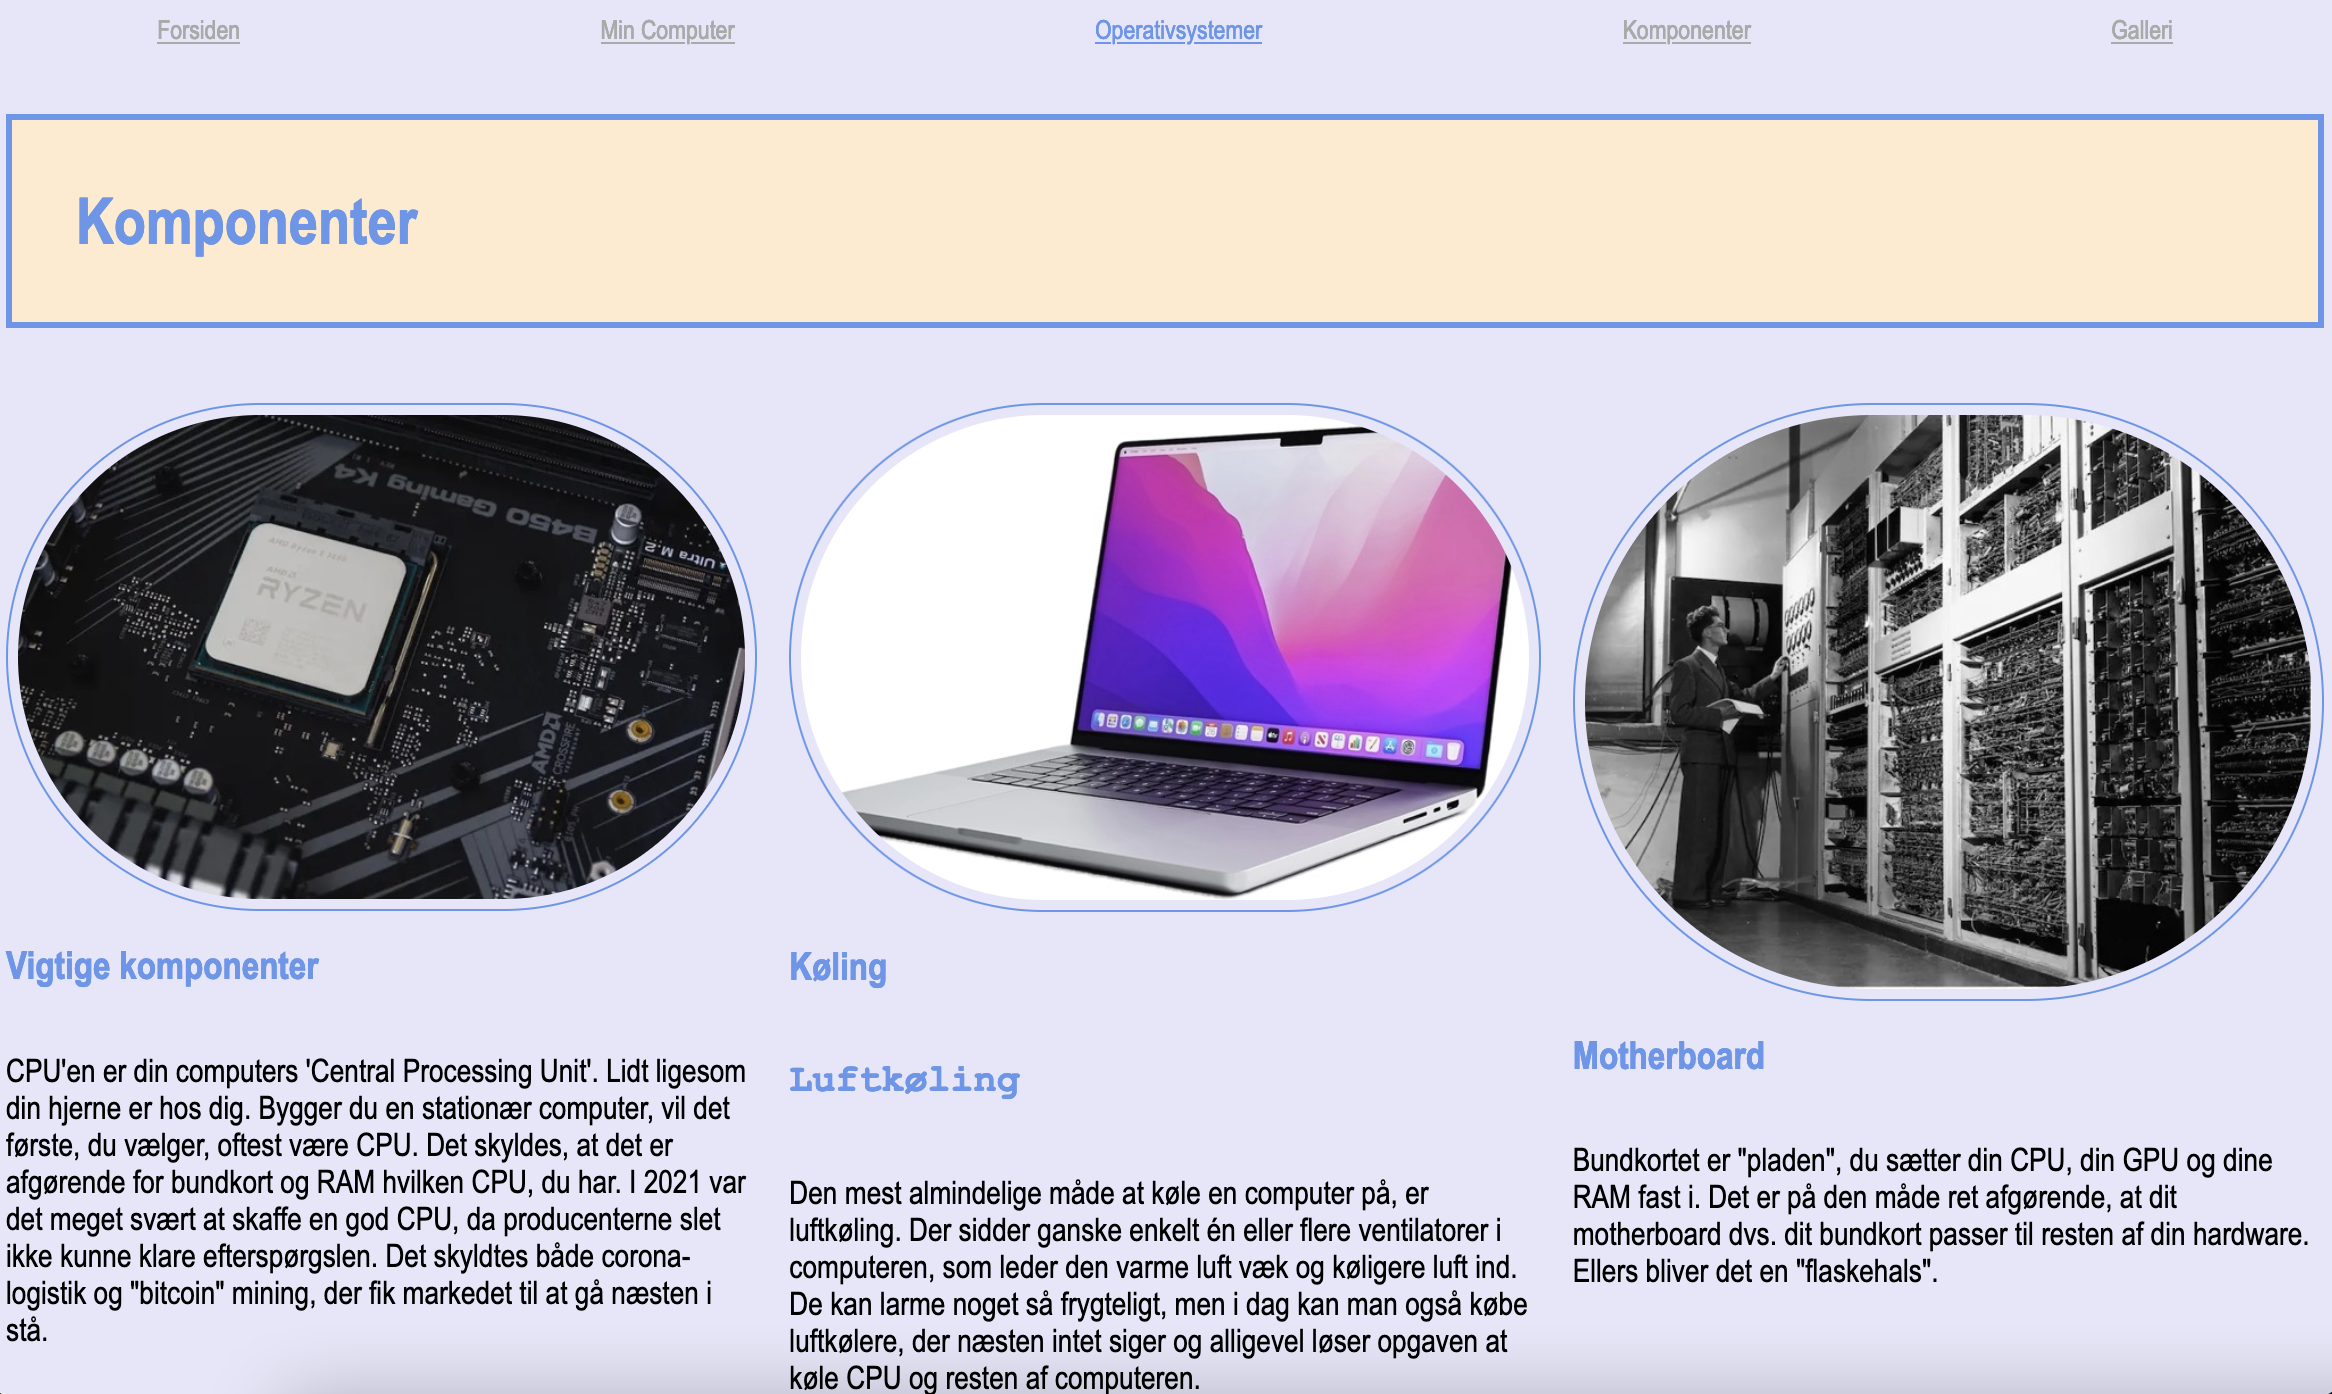 Forsiden
Min Computer
Operativsystemer
Komponenter
Galleri
Komponenter
B450 Gaming K4
Ultra M.2
AMD Ryzen 5
AMD
RYZEN
AMD
CROSSFIRE
Vigtige komponenter
CPU'en er din computers 'Central Processing Unit'. Lidt ligesom
din hjerne er hos dig. Bygger du en stationær computer, vil det
første, du vælger, oftest være CPU. Det skyldes, at det er
afgørende for bundkort og RAM hvilken CPU, du har. I 2021 var
det meget svært at skaffe en god CPU, da producenterne slet
ikke kunne klare efterspørgslen. Det skyldtes både corona-
logistik og "bitcoin" mining, der fik markedet til at gå næsten i
stå.
Køling
Luftkøling
Den mest almindelige måde at køle en computer på, er
luftkøling. Der sidder ganske enkelt én eller flere ventilatorer i
computeren, som leder den varme luft væk og køligere luft ind.
De kan larme noget så frygteligt, men i dag kan man også købe
luftkølere, der næsten intet siger og alligevel løser opgaven at
køle CPU og resten af computeren.
Motherboard
Bundkortet er "pladen", du sætter din CPU, din GPU og dine
RAM fast i. Det er på den måde ret afgørende, at dit
motherboard dvs. dit bundkort passer til resten af din hardware.
Ellers bliver det en "flaskehals".